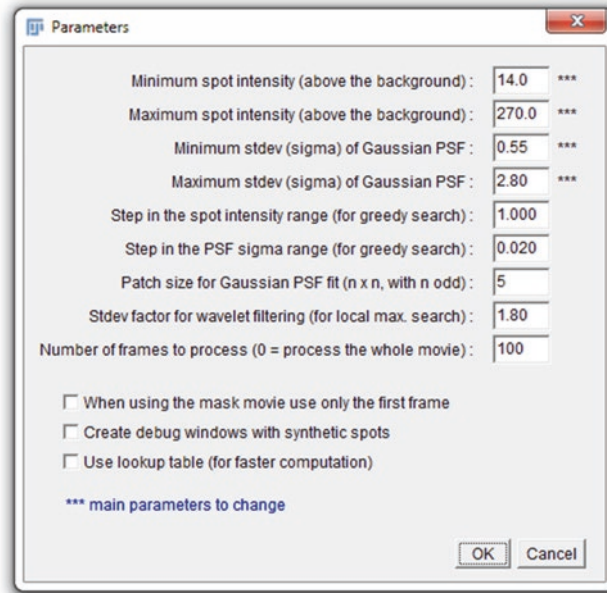 Parameters
Minimum spot intensity (above the background) : 14.0 ***
Maximum spot intensity (above the background) : 270.0 ***
Minimum stdev (sigma) of Gaussian PSF : 0.55 ***
Maximum stdev (sigma) of Gaussian PSF : 2.80 ***
Step in the spot intensity range (for greedy search) : 1.000
Step in the PSF sigma range (for greedy search) : 0.020
Patch size for Gaussian PSF fit (n x n, with n odd) : 5
Stdev factor for wavelet filtering (for local max. search) : 1.80
Number of frames to process (0 = process the whole movie) : 100
When using the mask movie use only the first frame
Create debug windows with synthetic spots
Use lookup table (for faster computation)
*** main parameters to change
OK Cancel